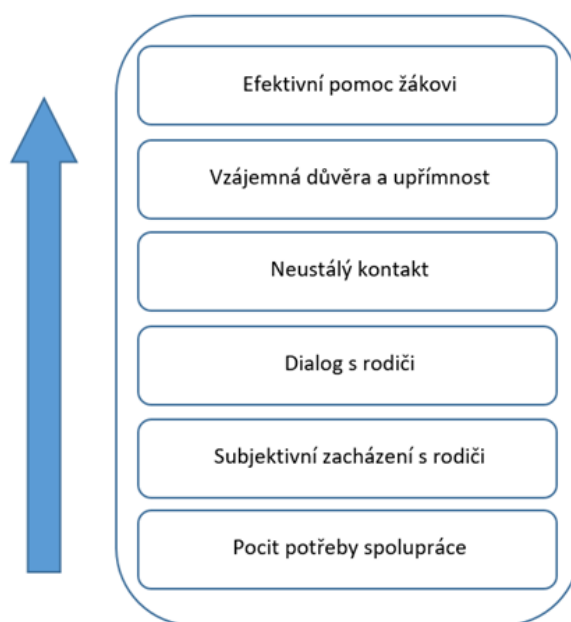 Efektivní pomoc žákovi
Vzájemná důvěra a upřímnost
Neustálý kontakt
Dialog s rodiči
Subjektivní zacházení s rodiči
Pocit potřeby spolupráce